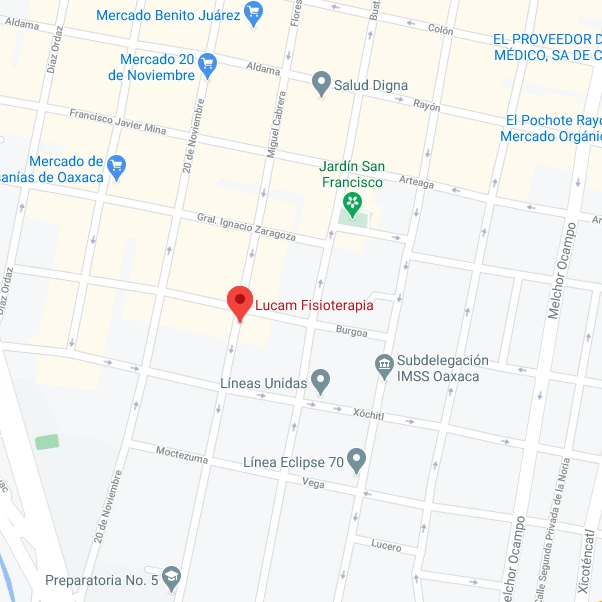 Mercado Benito Juárez
Flores
Bust
Aldama
Colón
Díaz Ordaz
EL PROVEEDOR D
MÉDICO, SA DE C
Mercado 20
de Noviembre
Aldama
Salud Digna
Rayón
Francisco Javier Mina
20 de Noviembre
Miguel Cabrera
El Pochote Rayó
Mercado Orgánic
Mercado de
sanías de Oaxaca
Jardín San
Francisco
Arteaga
Gral. Ignacio Zaragoza
Ar
Melchor Ocampo
Díaz Ordaz
Lucam Fisioterapia
Burgoa
Subdelegación
IMSS Oaxaca
Líneas Unidas
Xóchitl
Moctezuma
Línea Eclipse 70
Vega
20 de Noviembre
Lucero
Preparatoria No. 5
elchor Ocampo
Calle Segunda Privada de la Noria
Xicoténcatl